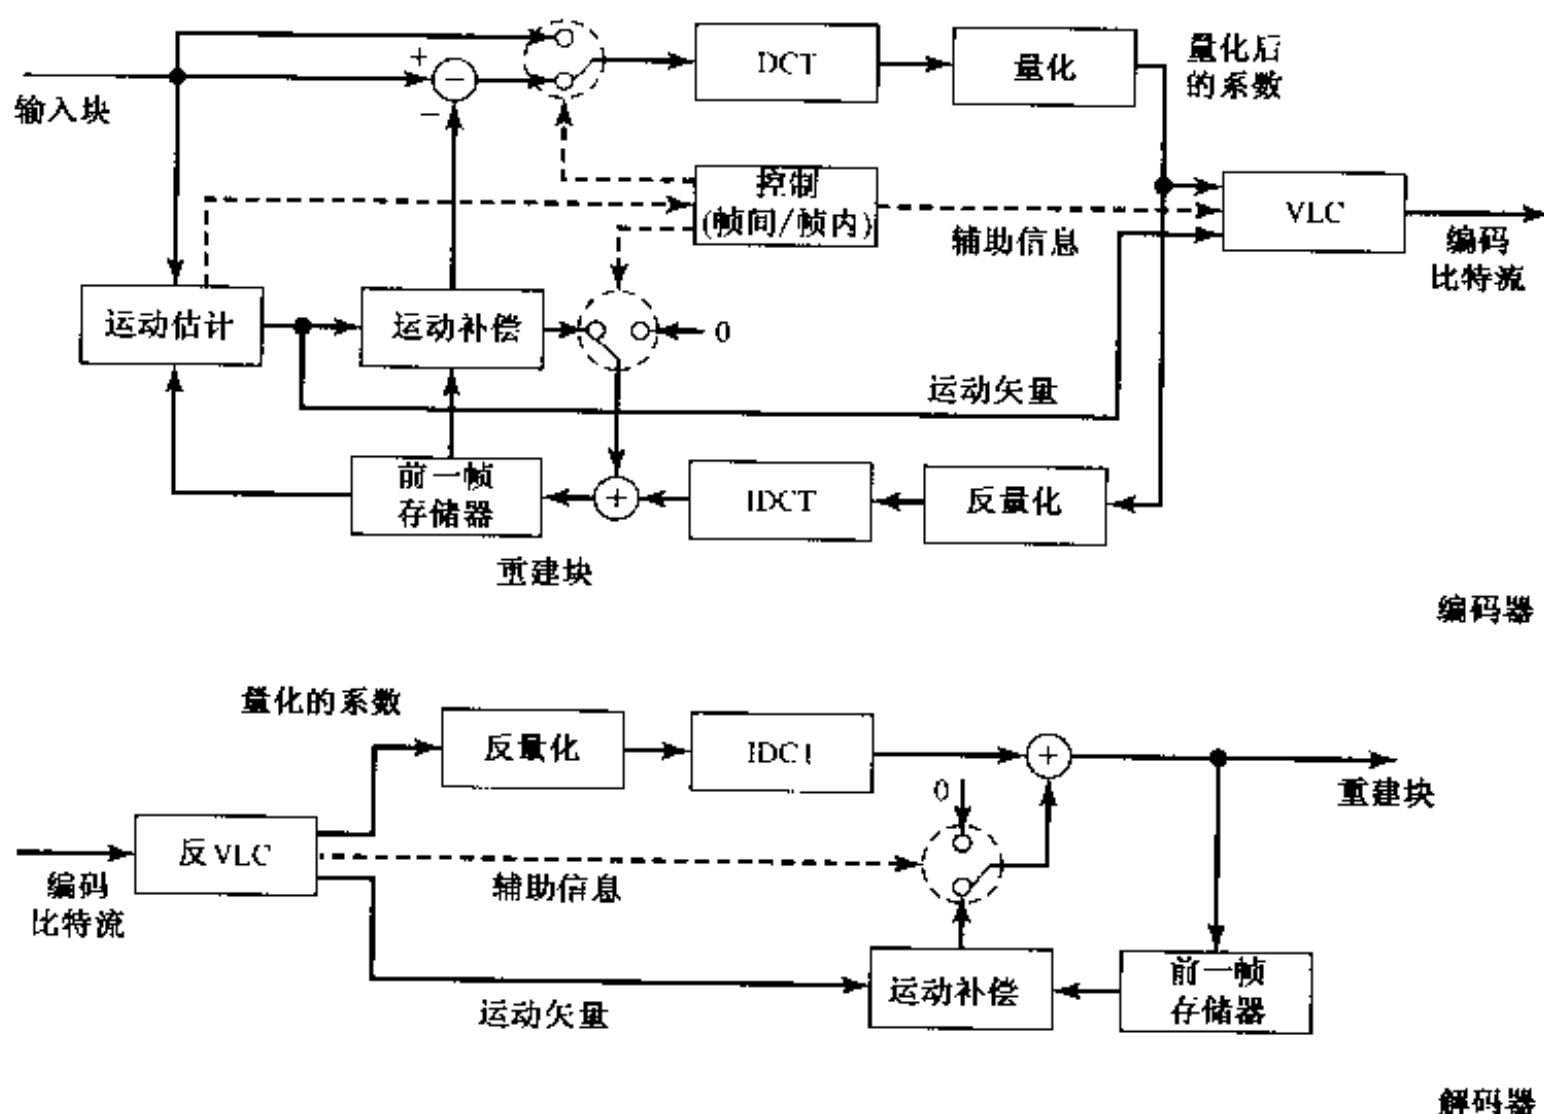 +
−
−
输入块
DCT
量化
量化后
的系数
控制
(帧间/帧内)
辅助信息
VLC
编码
比特流
运动估计
运动补偿
0
运动矢量
前一帧
存储器
+
IDCT
反量化
重建块
编码器
量化的系数
反量化
IDCT
+
0
重建块
反VLC
编码
比特流
辅助信息
运动矢量
运动补偿
前一帧
存储器
解码器